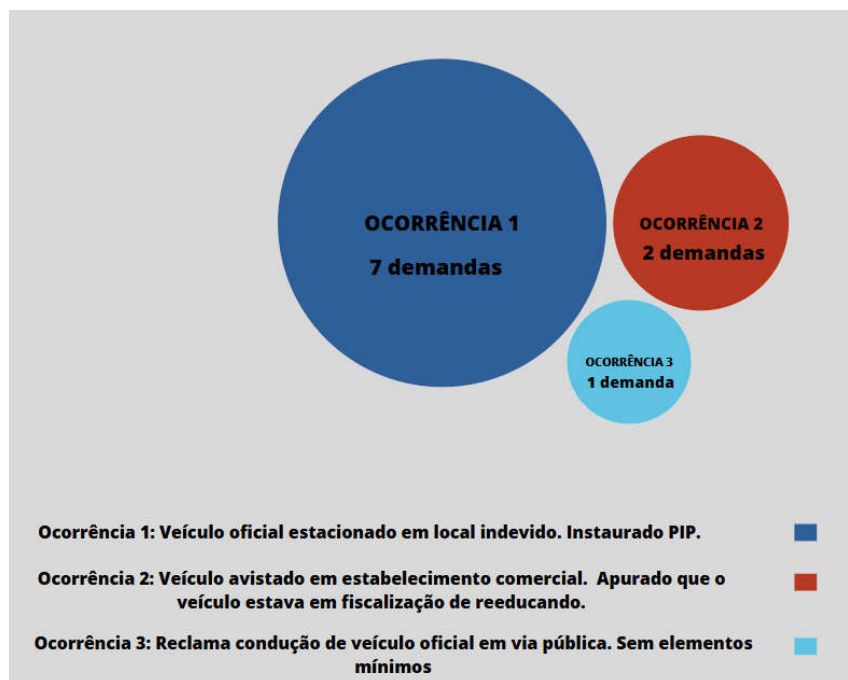 OCORRÊNCIA 1
7 demandas
OCORRÊNCIA 2
2 demandas
OCORRÊNCIA 3
1 demanda
Ocorrência 1: Veículo oficial estacionado em local indevido. Instaurado PIP.
Ocorrência 2: Veículo avistado em estabelecimento comercial. Apurado que o
veículo estava em fiscalização de reeducando.
Ocorrência 3: Reclama condução de veículo oficial em via pública. Sem elementos
mínimos